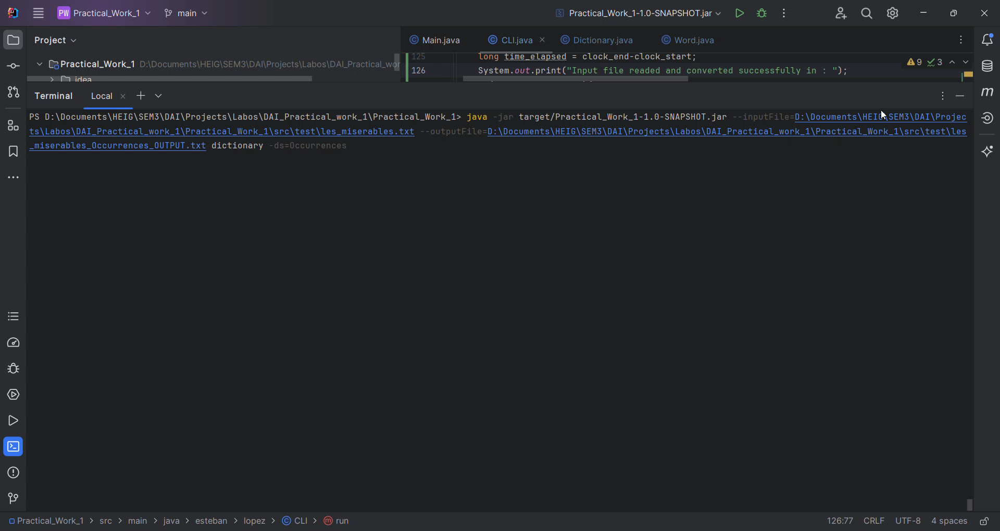 PW Practical_Work_1 main Practical_Work_1-1.0-SNAPSHOT.jar
Project
Main.java CLI.java Dictionary.java Word.java
Practical_Work_1 D:\Documents\HEIG\SEM3\DAI\Projects\Labos\DAI_Practical_wor
idea
125 long time_elapsed = clock_end-clock_start;
126 System.out.print("Input file readed and converted successfully in : ");
9 3
Terminal Local
PS D:\Documents\HEIG\SEM3\DAI\Projects\Labos\DAI_Practical_work_1\Practical_Work_1> java -jar target/Practical_Work_1-1.0-SNAPSHOT.jar --inputFile=D:\Documents\HEIG\SEM3\DAI\Projec
ts\Labos\DAI_Practical_work_1\Practical_Work_1\src\test\les_miserables.txt --outputFile=D:\Documents\HEIG\SEM3\DAI\Projects\Labos\DAI_Practical_work_1\Practical_Work_1\src\test\les
_miserables_Occurrences_OUTPUT.txt dictionary -ds=Occurrences
Practical_Work_1 > src > main > java > esteban > lopez > CLI > run
126:77 CRLF UTF-8 4 spaces